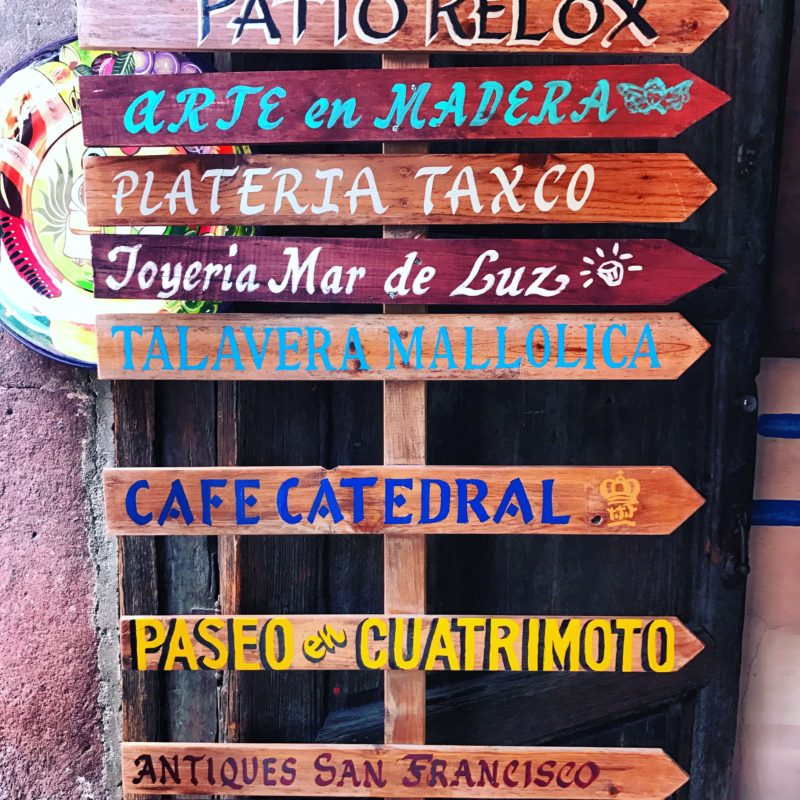 PATIO RELOX
ARTE en MADERA
PLATERIA TAXCO
Joyeria Mar de Luz
TALAVERA MALLOLICA
CAFE CATEDRAL
PASEO en CUATRIMOTO
ANTIQUES SAN FRANCISCO